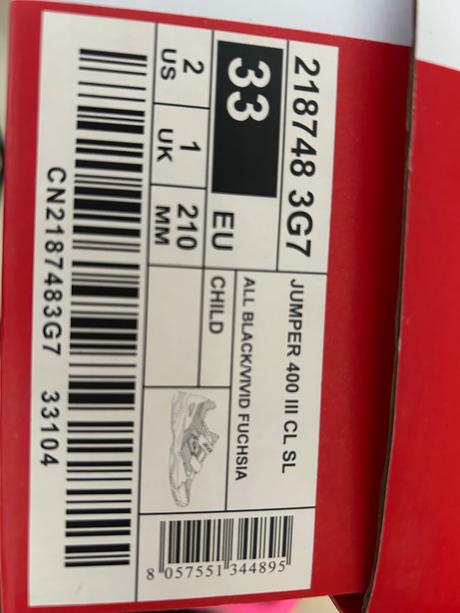 218748 3G7
JUMPER 400 III CL SL
33
EU
ALL BLACK/VIVID FUCHSIA
CHILD
2
US
1
UK
210
MM
8 057551 344895
CN2187483G7 33104